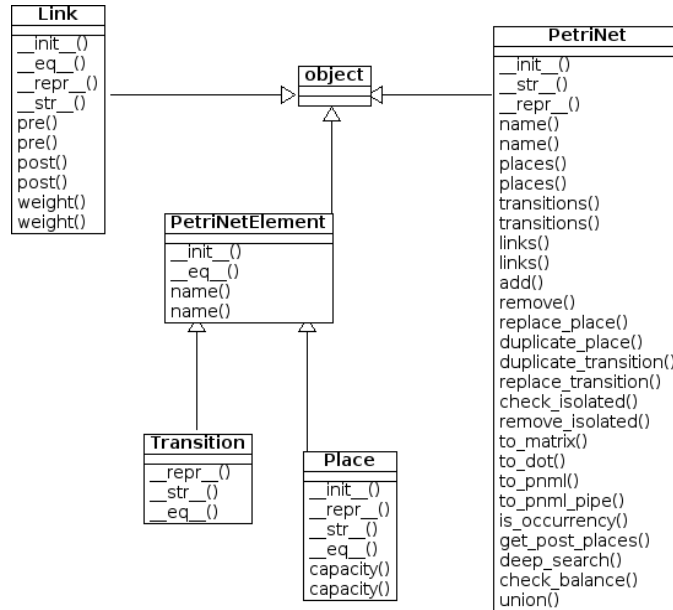 Link
__init__()
__eq__()
__repr__()
__str__()
pre()
pre()
post()
post()
weight()
weight()
object
PetriNetElement
__init__()
__eq__()
name()
name()
Transition
__repr__()
__str__()
__eq__()
Place
__init__()
__repr__()
__str__()
__eq__()
capacity()
capacity()
PetriNet
__init__()
__str__()
__repr__()
name()
name()
places()
places()
transitions()
transitions()
links()
links()
add()
remove()
replace_place()
duplicate_place()
duplicate_transition()
replace_transition()
check_isolated()
remove_isolated()
to_matrix()
to_dot()
to_pnml()
to_pnml_pipe()
is_occurrency()
get_post_places()
deep_search()
check_balance()
union()